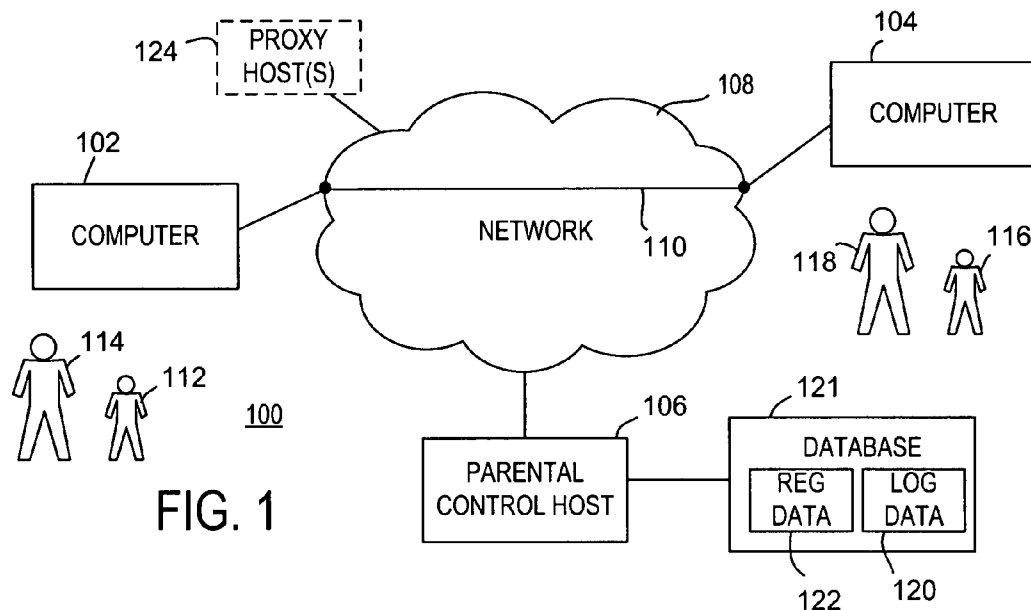 124
PROXY
HOST(S)
104
108
COMPUTER
102
COMPUTER
NETWORK
110
118
116
114
112
100
106
121
PARENTAL
CONTROL HOST
DATABASE
REG
DATA
LOG
DATA
122
120
FIG. 1